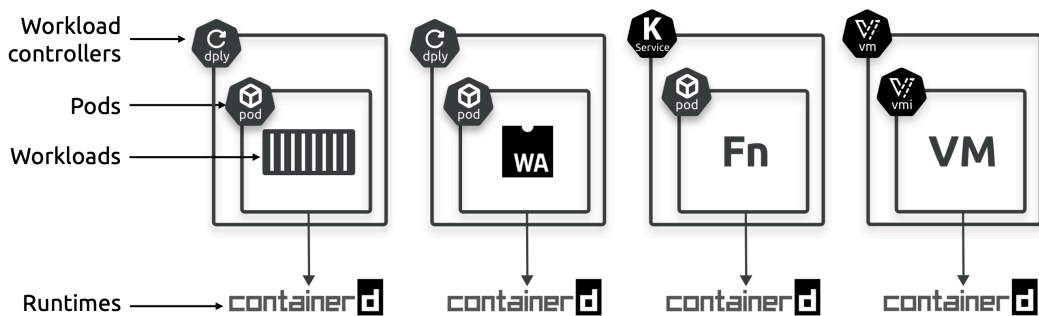 Workload
controllers
dply
dply
K
Service
vm
Pods
pod
pod
pod
vmi
Workloads
WA
Fn
VM
Runtimes
containerd
containerd
containerd
containerd